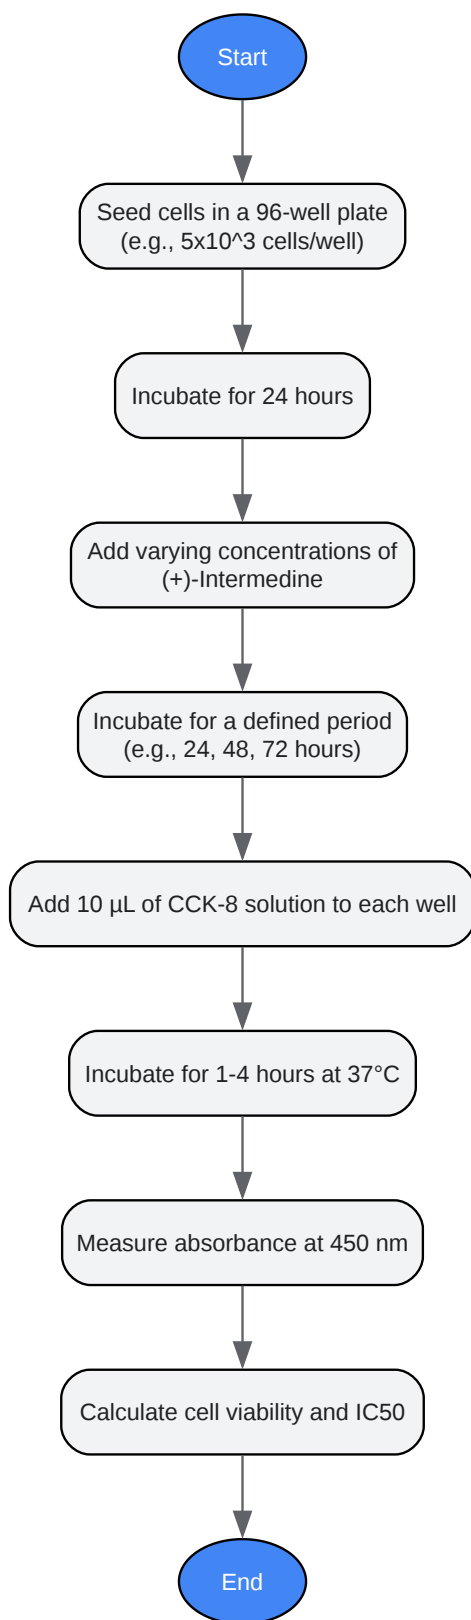 Start
Seed cells in a 96-well plate
(e.g., 5x10^3 cells/well)
Incubate for 24 hours
Add varying concentrations of
(+)-Intermedine
Incubate for a defined period
(e.g., 24, 48, 72 hours)
Add 10 µL of CCK-8 solution to each well
Incubate for 1-4 hours at 37°C
Measure absorbance at 450 nm
Calculate cell viability and IC50
End